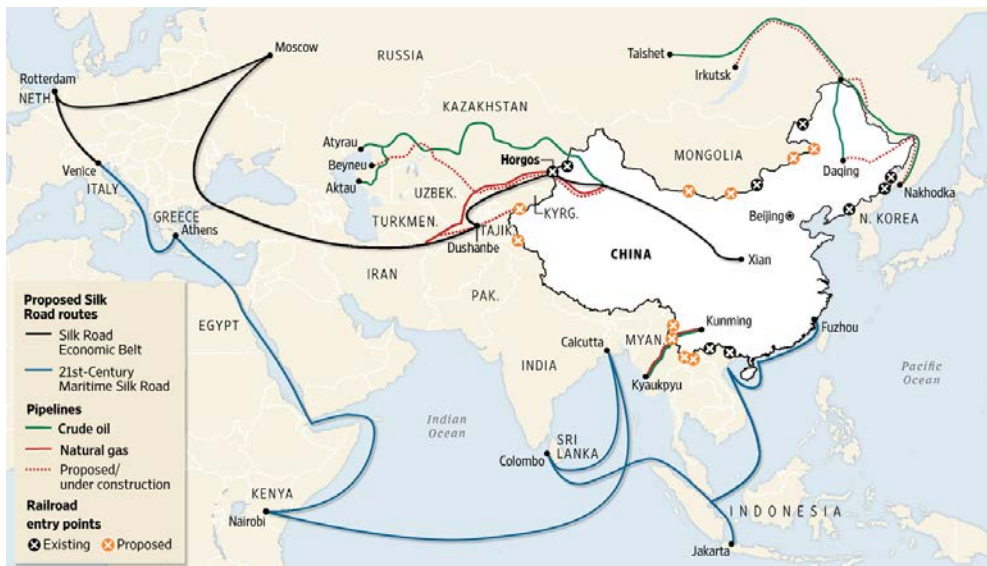 Moscow
RUSSIA
Taishet
Irkutsk
Rotterdam
NETH.
KAZAKHSTAN
Atyrau
Beyneu
Aktau
Horgos
MONGOLIA
Daqing
Nakhodka
Venice
ITALY
UZBEK.
KYRG.
GREECE
Athens
TURKMEN.
TAJIK.
Dushanbe
Beijing
N. KOREA
CHINA
Xian
IRAN
PAK.
EGYPT
Kunming
Fuzhou
MYAN.
Calcutta
INDIA
Kyaukpyu
Pacific
Ocean
Indian
Ocean
SRI
LANKA
Colombo
KENYA
Nairobi
INDONESIA
Jakarta
Proposed Silk
Road routes
Silk Road
Economic Belt
21st-Century
Maritime Silk Road
Pipelines
Crude oil
Natural gas
Proposed/
under construction
Railroad
entry points
Existing
Proposed